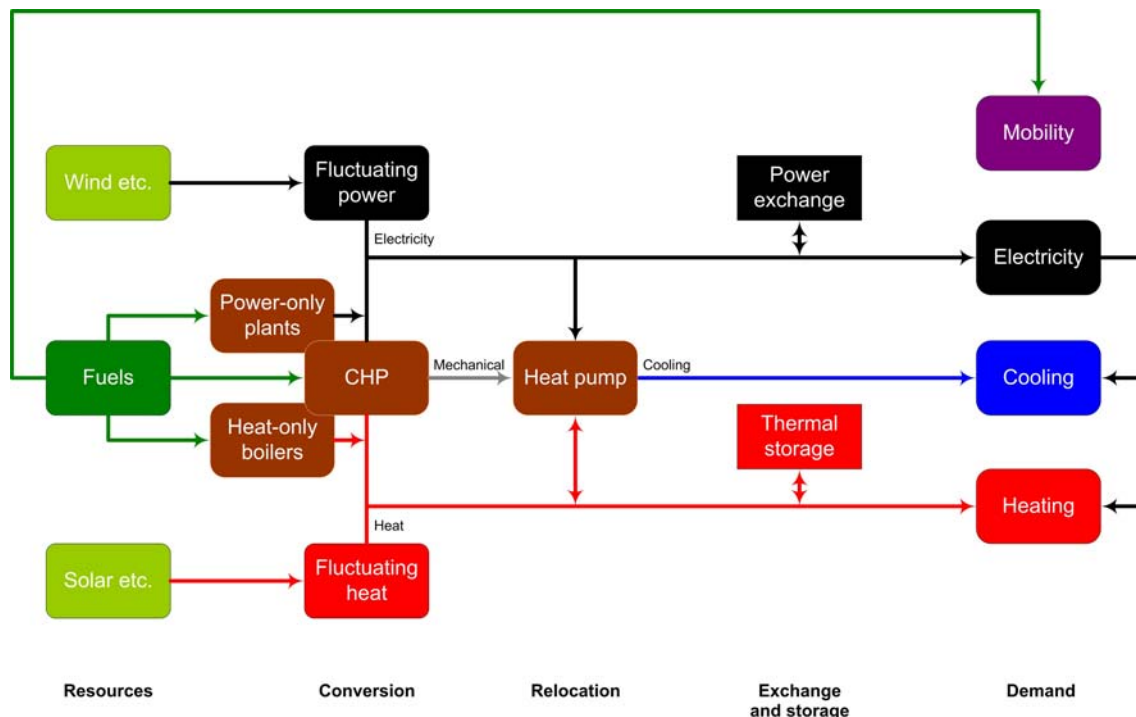 Mobility
Wind etc.
Fluctuating
power
Power
exchange
Electricity
Electricity
Power-only
plants
Fuels
CHP
Mechanical
Heat pump
Cooling
Cooling
Heat-only
boilers
Thermal
storage
Heating
Heat
Solar etc.
Fluctuating
heat
Resources
Conversion
Relocation
Exchange
and storage
Demand